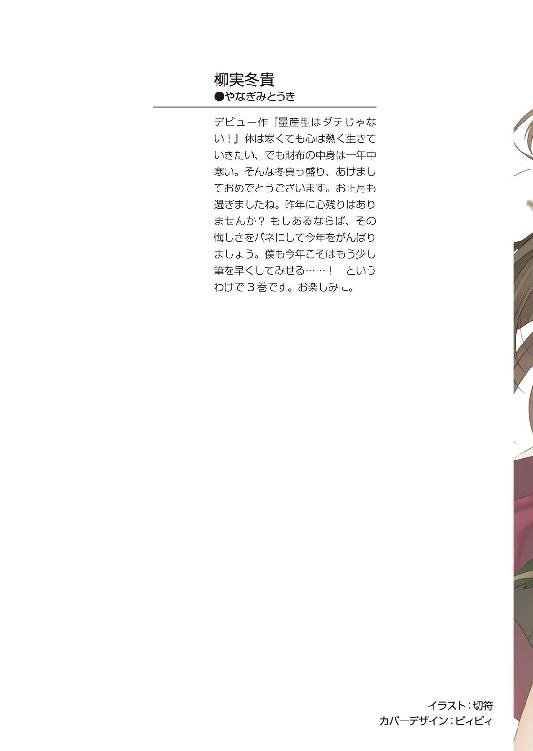 柳実冬貴
●やなぎみとうき
デビュー作『量産型はダテじゃな
い！』体は寒くても心は熱く生きて
いきたい、でも財布の中身は一年中
寒い。そんな冬真っ盛り、あけまし
ておめでとうございます。お正月も
過ぎましたね。昨年に心残りはあり
ませんか？ もしあるならば、その
悔しさをバネにして今年をがんばり
ましょう。僕も今年こそはもう少し
筆を早くしてみせる……！　という
わけで３巻です。お楽しみに。
イラスト：切符
カバーデザイン：ビィピィ